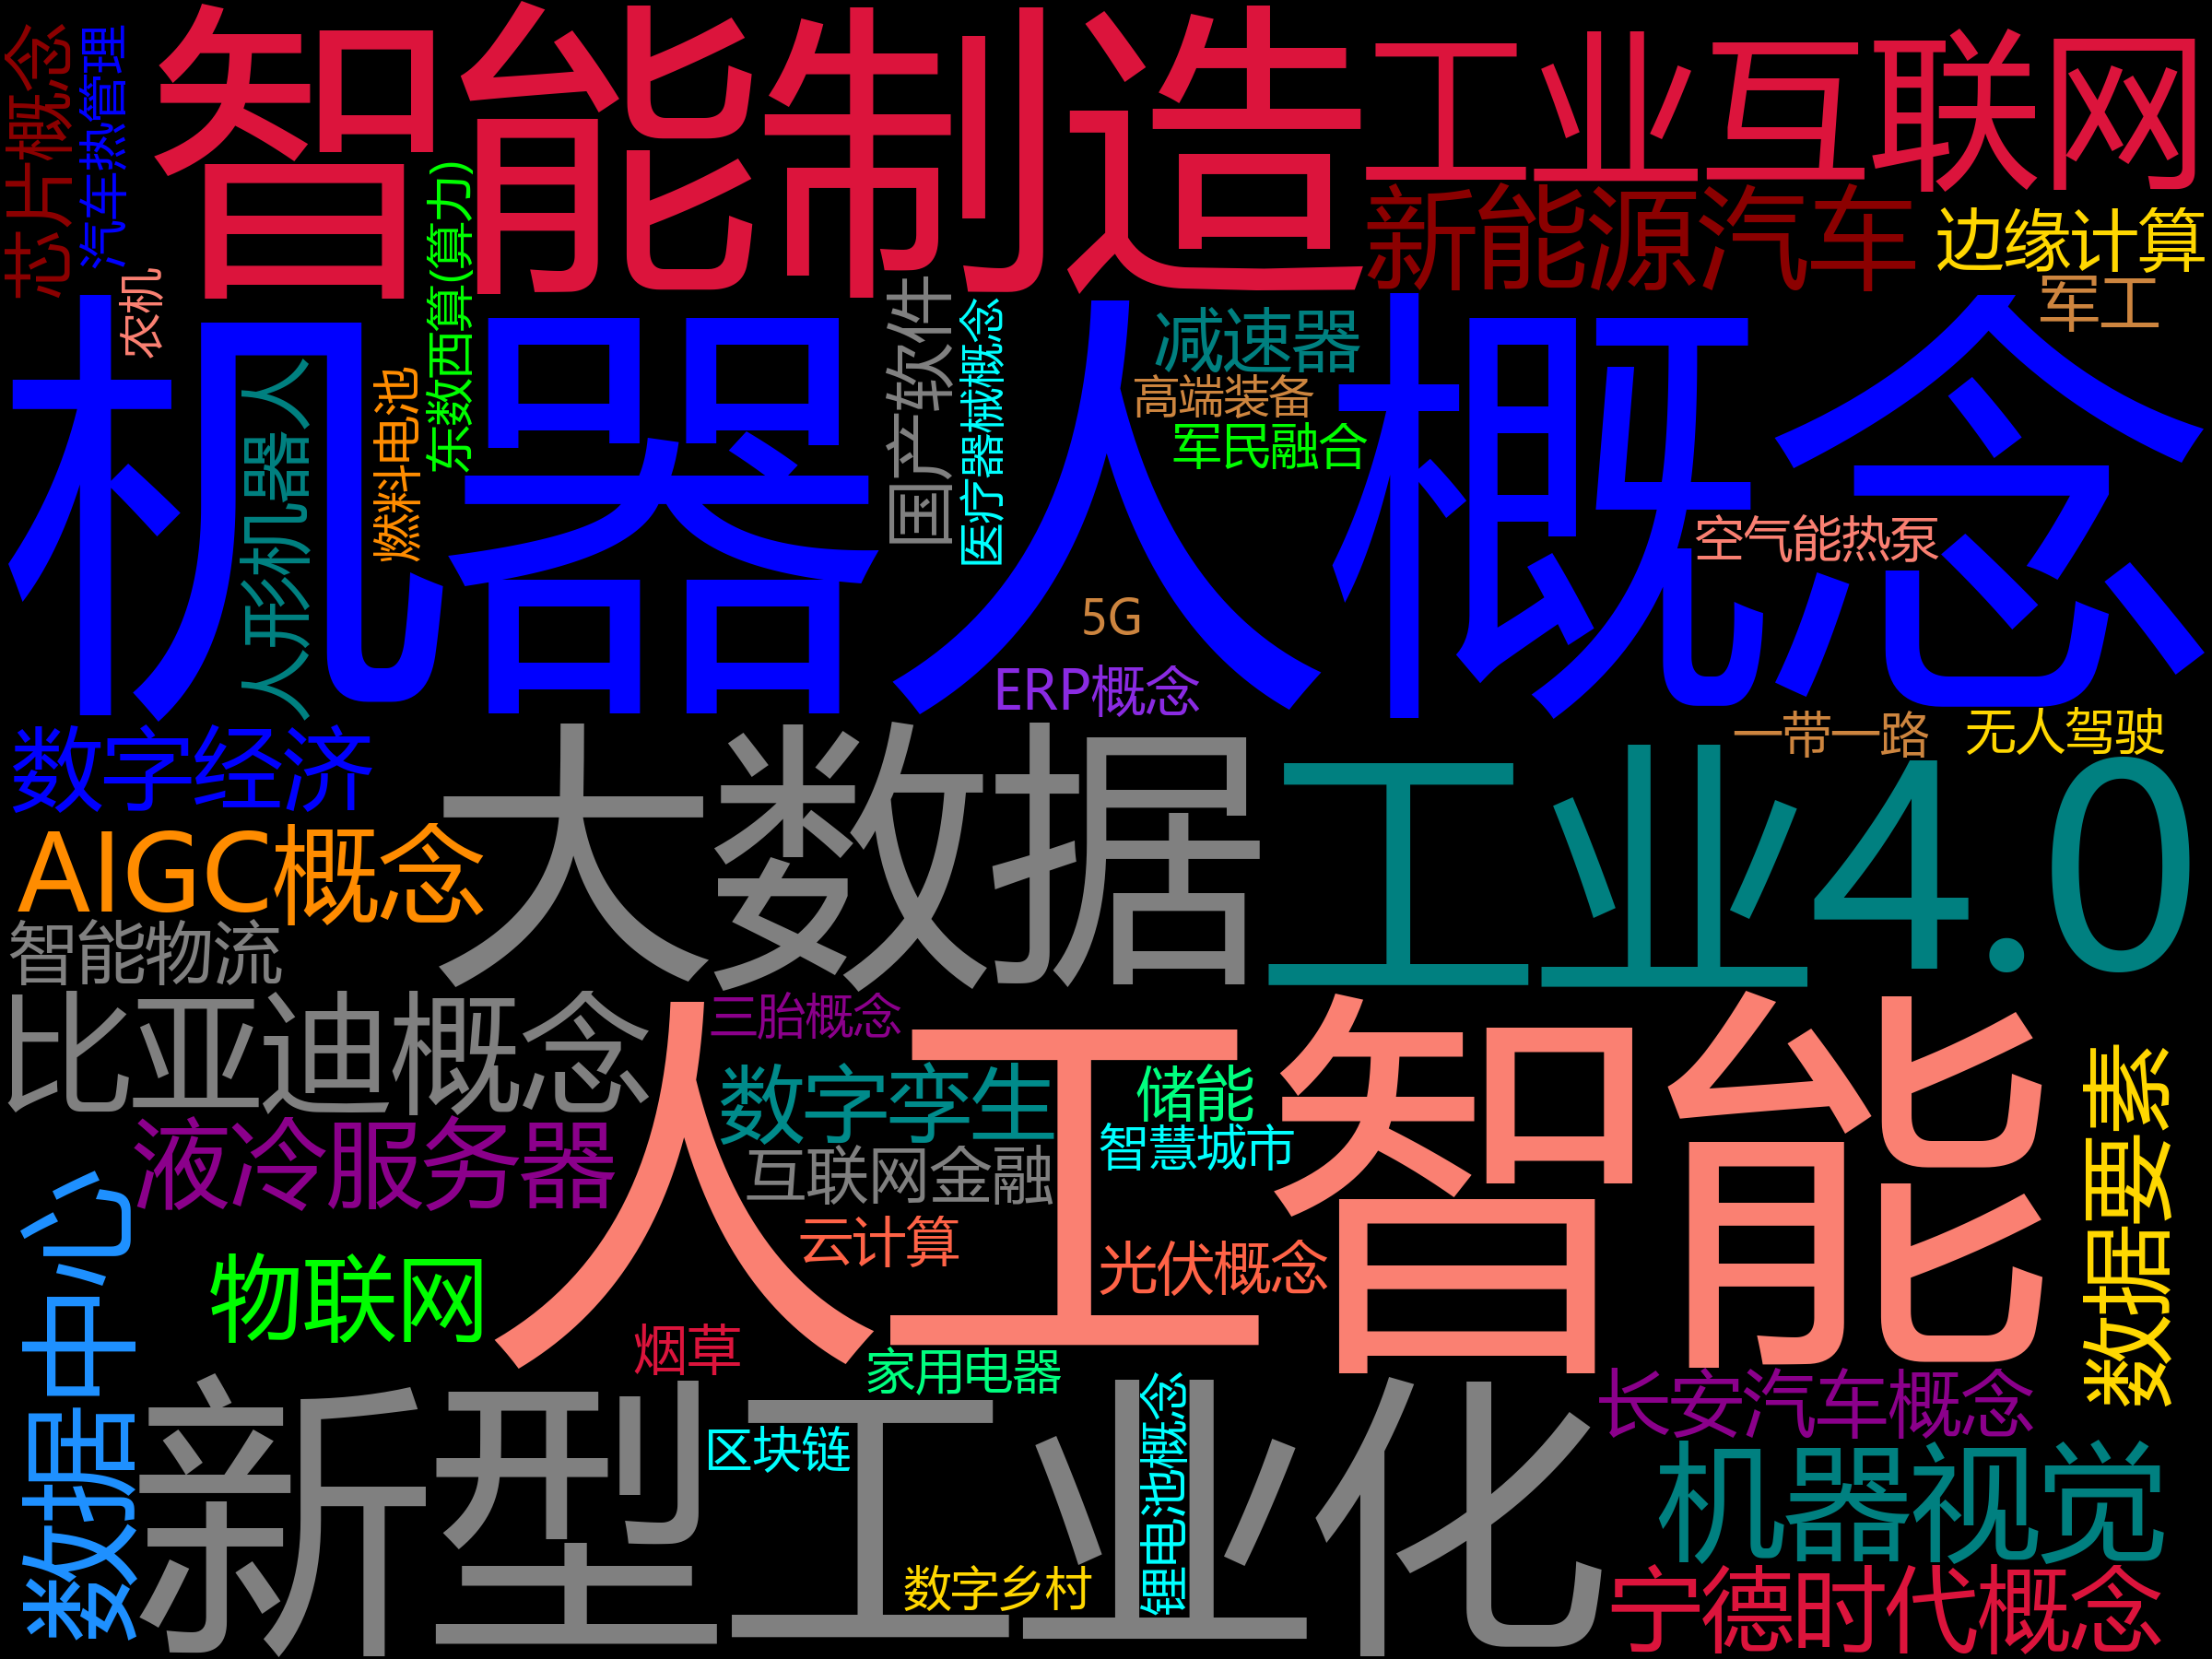 芯片概念
汽车热管理
智能制造
工业互联网
新能源汽车
边缘计算
军工
农机
东数西算(算力)
机器人概念
人形机器人
燃料电池
国产软件
医疗器械概念
减速器
高端装备
军民融合
空气能热泵
5G
ERP概念
一带一路
无人驾驶
数字经济
大数据
工业4.0
AIGC概念
智能物流
比亚迪概念
三胎概念
人工智能
数字孪生
储能
液冷服务器
互联网金融
智慧城市
数据要素
数据中心
物联网
云计算
光伏概念
烟草
家用电器
新型工业化
区块链
锂电池概念
长安汽车概念
机器视觉
数字乡村
宁德时代概念